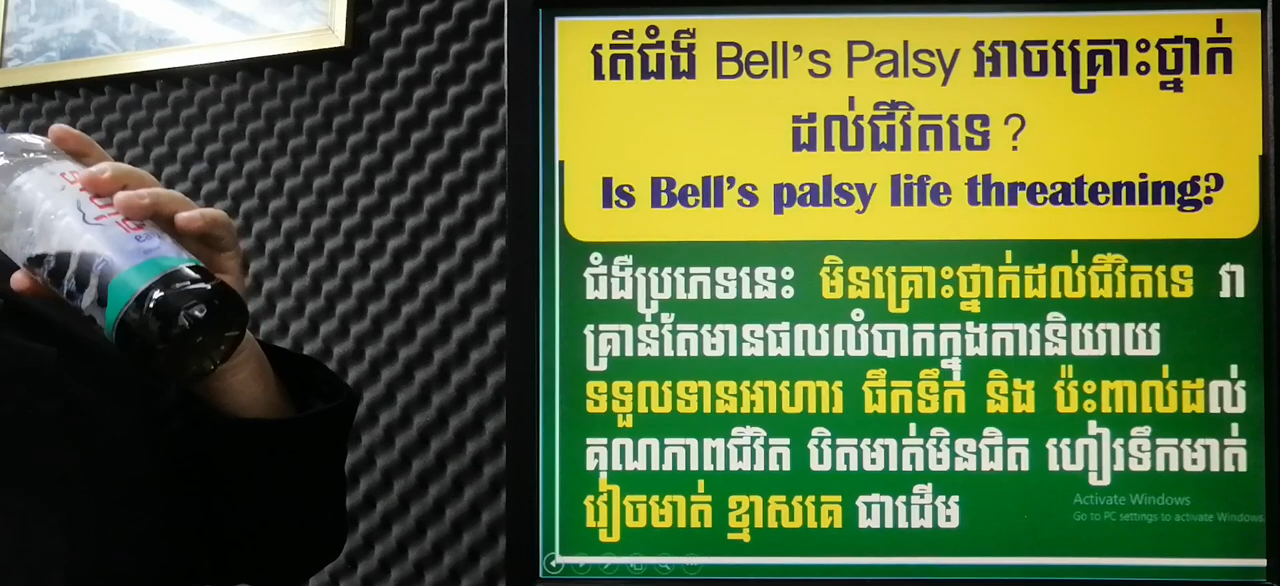 តើជំងឺ Bell’s Palsy អាចគ្រោះថ្នាក់
ដល់ជីវិតទេ ?
Is Bell’s palsy life threatening?
ជំងឺប្រភេទនេះ មិនគ្រោះថ្នាក់ដល់ជីវិតទេ វា
គ្រាន់តែមានផលលំបាកក្នុងការនិយាយ
ទទួលទានអាហារ ផឹកទឹក និង ប៉ះពាល់ដល់
គុណភាពជីវិត បិតមាត់មិនជិត ហៀរទឹកមាត់
វៀចមាត់ ខ្មាសគេ ជាដើម
Activate Windows
Go to PC settings to activate Windows.